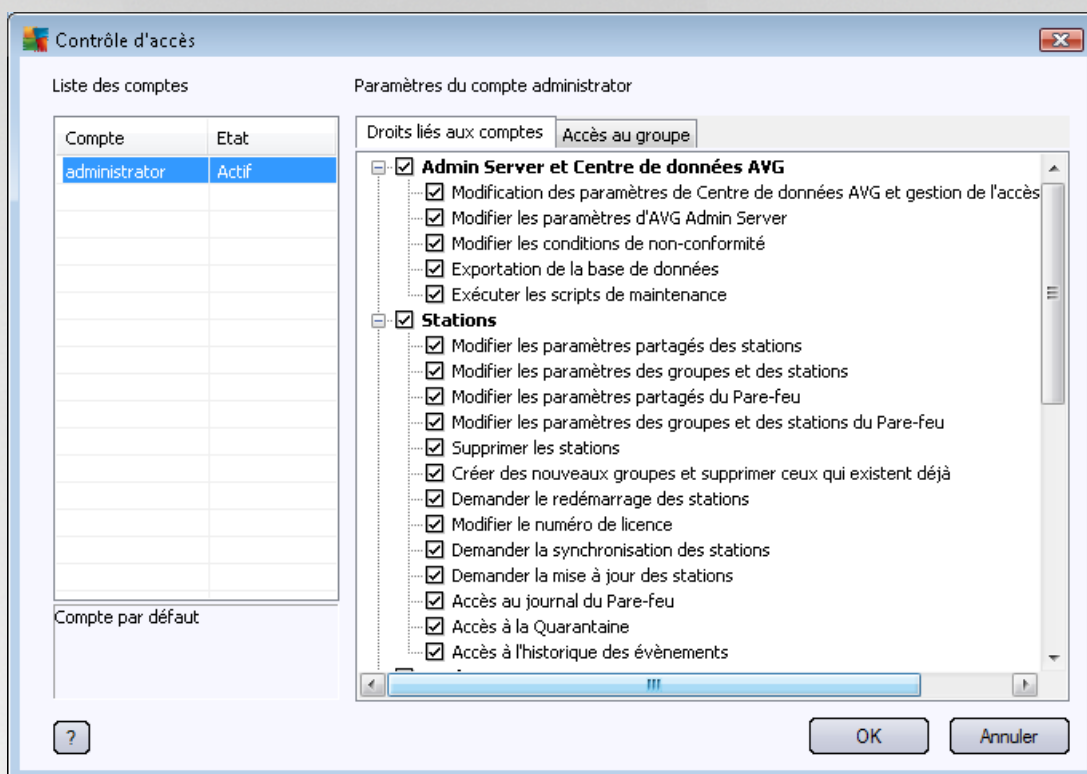 Contrôle d'accès
Liste des comptes
Paramètres du compte administrator
Compte
Etat
administrator
Actif
Compte par défaut
Droits liés aux comptes
Accès au groupe
Admin Server et Centre de données AVG
Modification des paramètres de Centre de données AVG et gestion de l'accès
Modifier les paramètres d'AVG Admin Server
Modifier les conditions de non-conformité
Exportation de la base de données
Exécuter les scripts de maintenance
Stations
Modifier les paramètres partagés des stations
Modifier les paramètres des groupes et des stations
Modifier les paramètres partagés du Pare-feu
Modifier les paramètres des groupes et des stations du Pare-feu
Supprimer les stations
Créer des nouveaux groupes et supprimer ceux qui existent déjà
Demander le redémarrage des stations
Modifier le numéro de licence
Demander la synchronisation des stations
Demander la mise à jour des stations
Accès au journal du Pare-feu
Accès à la Quarantaine
Accès à l'historique des évènements
?
OK
Annuler